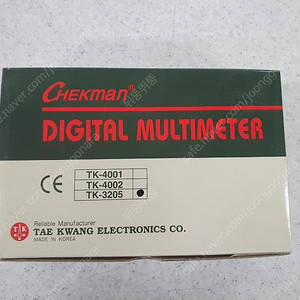 CHEKMAN®
DIGITAL MULTIMETER
TK-4001
TK-4002
CE TK-3205
Reliable Manufacturer
TK TAE KWANG ELECTRONICS CO.
MADE IN KOREA